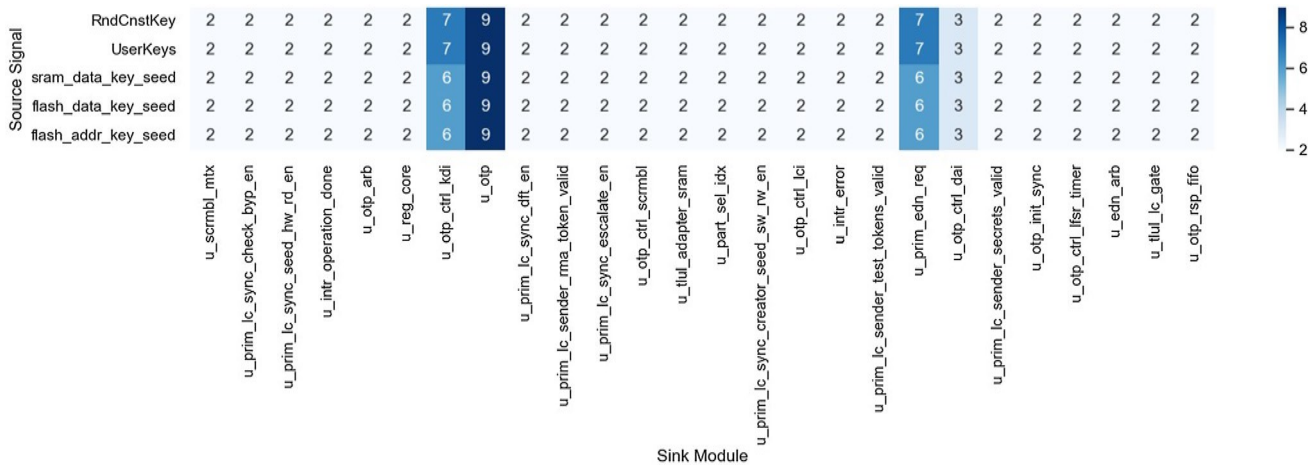 Source Signal
RndCnstKey 2 2 2 2 2 2 7 9 2 2 2 2 2 2 2 2 2 2 7 3 2 2 2 2 2 2
UserKeys 2 2 2 2 2 2 7 9 2 2 2 2 2 2 2 2 2 2 7 3 2 2 2 2 2 2
sram_data_key_seed 2 2 2 2 2 2 6 9 2 2 2 2 2 2 2 2 2 2 6 3 2 2 2 2 2 2
flash_data_key_seed 2 2 2 2 2 2 6 9 2 2 2 2 2 2 2 2 2 2 6 3 2 2 2 2 2 2
flash_addr_key_seed 2 2 2 2 2 2 6 9 2 2 2 2 2 2 2 2 2 2 6 3 2 2 2 2 2 2
8
6
4
2
u_scrmbl_mtx
u_prim_lc_sync_check_byp_en
u_prim_lc_sync_seed_hw_rd_en
u_intr_operation_done
u_otp_arb
u_reg_core
u_otp_ctrl_kdi
u_otp
u_prim_lc_sync_dft_en
u_prim_lc_sender_rma_token_valid
u_prim_lc_sync_escalate_en
u_otp_ctrl_scrmbl
u_tlul_adapter_sram
u_part_sel_idx
u_prim_lc_sync_creator_seed_sw_rw_en
u_otp_ctrl_lci
u_intr_error
u_prim_lc_sender_test_tokens_valid
u_prim_edn_req
u_otp_ctrl_dai
u_prim_lc_sender_secrets_valid
u_otp_init_sync
u_otp_ctrl_lfsr_timer
u_edn_arb
u_tlul_lc_gate
u_otp_rsp_fifo
Sink Module